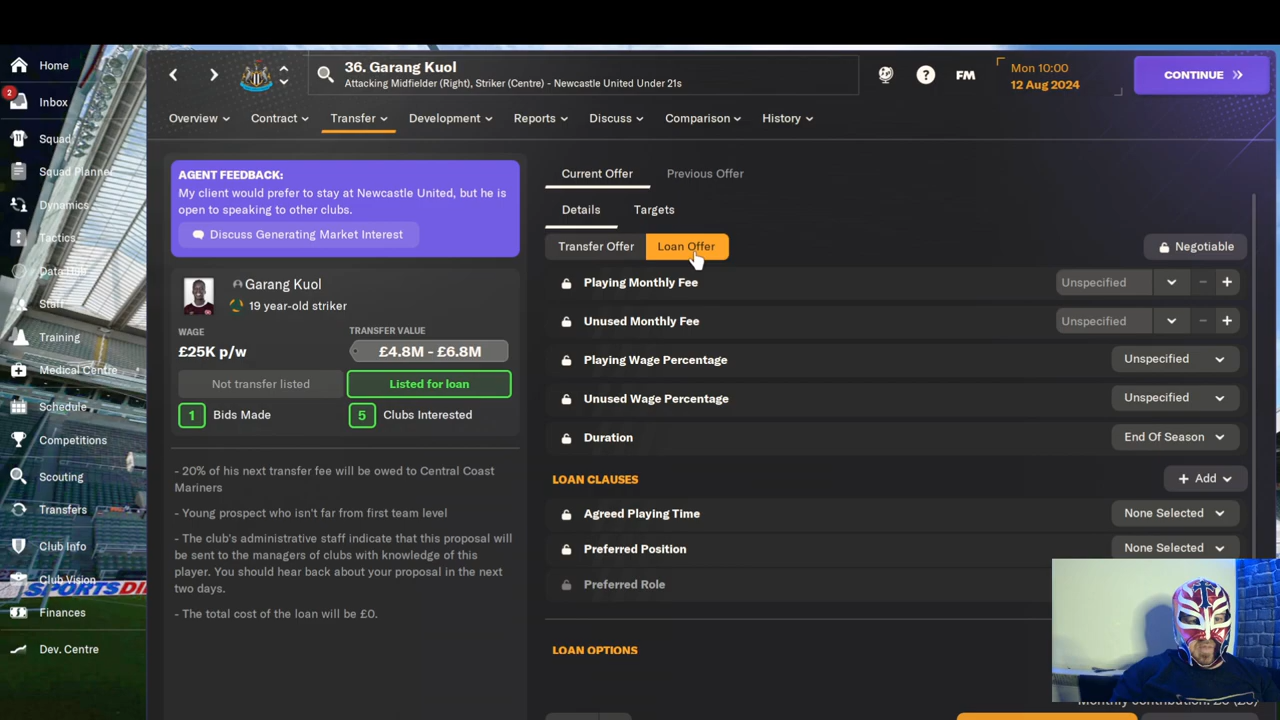 Home
2
Inbox
Squad
Squad Planner
Dynamics
Tactics
Data Hub
Staff
Training
Medical Centre
Schedule
Competitions
Scouting
Transfers
Club Info
Club Vision
SPORTSDI
Finances
Dev. Centre
36. Garang Kuol
Attacking Midfielder (Right), Striker (Centre) - Newcastle United Under 21s
?
FM
Mon 10:00
12 Aug 2024
CONTINUE
Overview
Contract
Transfer
Development
Reports
Discuss
Comparison
History
AGENT FEEDBACK:
My client would prefer to stay at Newcastle United, but he is
open to speaking to other clubs.
Discuss Generating Market Interest
Garang Kuol
19 year-old striker
WAGE
TRANSFER VALUE
£25K p/w
£4.8M - £6.8M
Not transfer listed
Listed for loan
1 Bids Made
5 Clubs Interested
- 20% of his next transfer fee will be owed to Central Coast
Mariners
- Young prospect who isn't far from first team level
- The club's administrative staff indicate that this proposal will
be sent to the managers of clubs with knowledge of this
player. You should hear back about your proposal in the next
two days.
- The total cost of the loan will be £0.
Current Offer
Previous Offer
Details
Targets
Transfer Offer
Loan Offer
Negotiable
Playing Monthly Fee
Unspecified
Unused Monthly Fee
Unspecified
Playing Wage Percentage
Unspecified
Unused Wage Percentage
Unspecified
Duration
End Of Season
LOAN CLAUSES
+ Add
Agreed Playing Time
None Selected
Preferred Position
None Selected
Preferred Role
LOAN OPTIONS